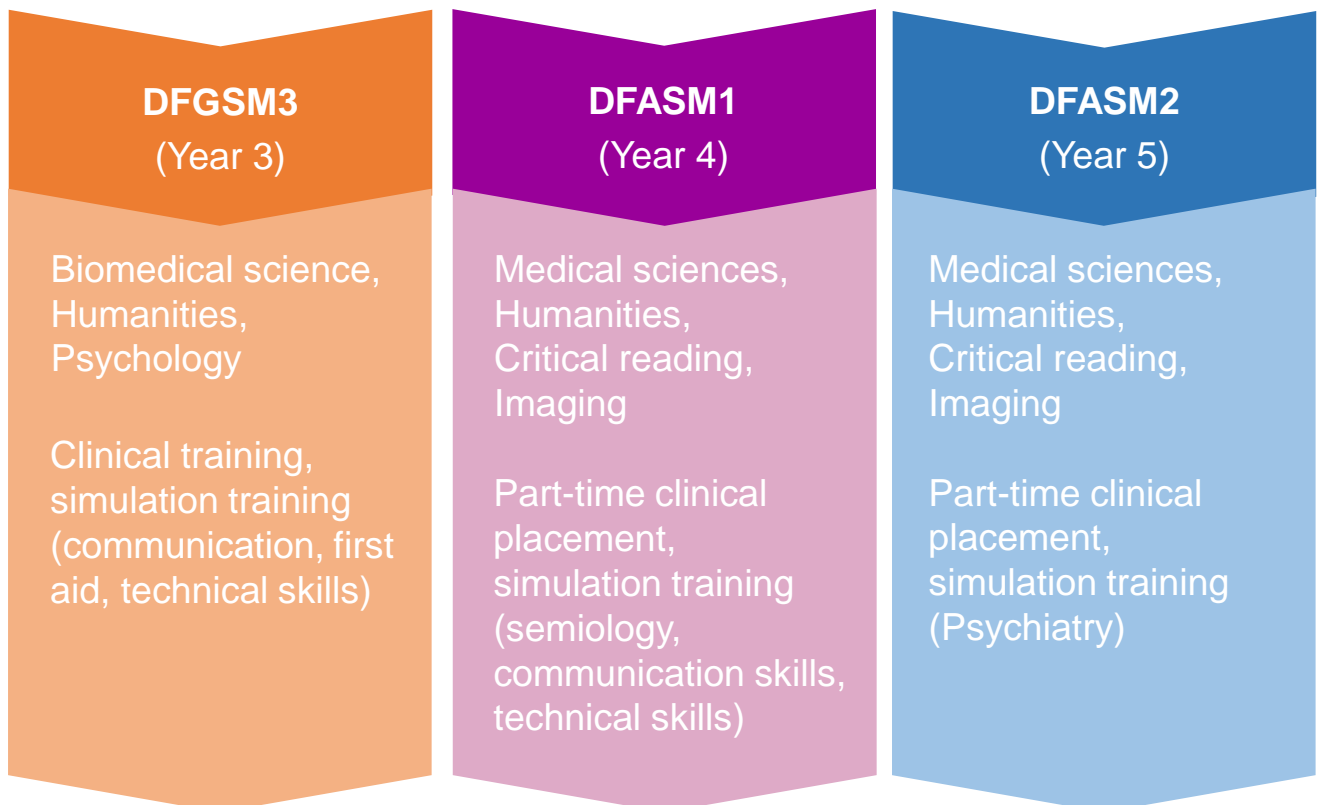 DFGSM3
(Year 3)
Biomedical science,
Humanities,
Psychology
Clinical training,
simulation training
(communication, first
aid, technical skills)
DFASM1
(Year 4)
Medical sciences,
Humanities,
Critical reading,
Imaging
Part-time clinical
placement,
simulation training
(semiology,
communication skills,
technical skills)
DFASM2
(Year 5)
Medical sciences,
Humanities,
Critical reading,
Imaging
Part-time clinical
placement,
simulation training
(Psychiatry)